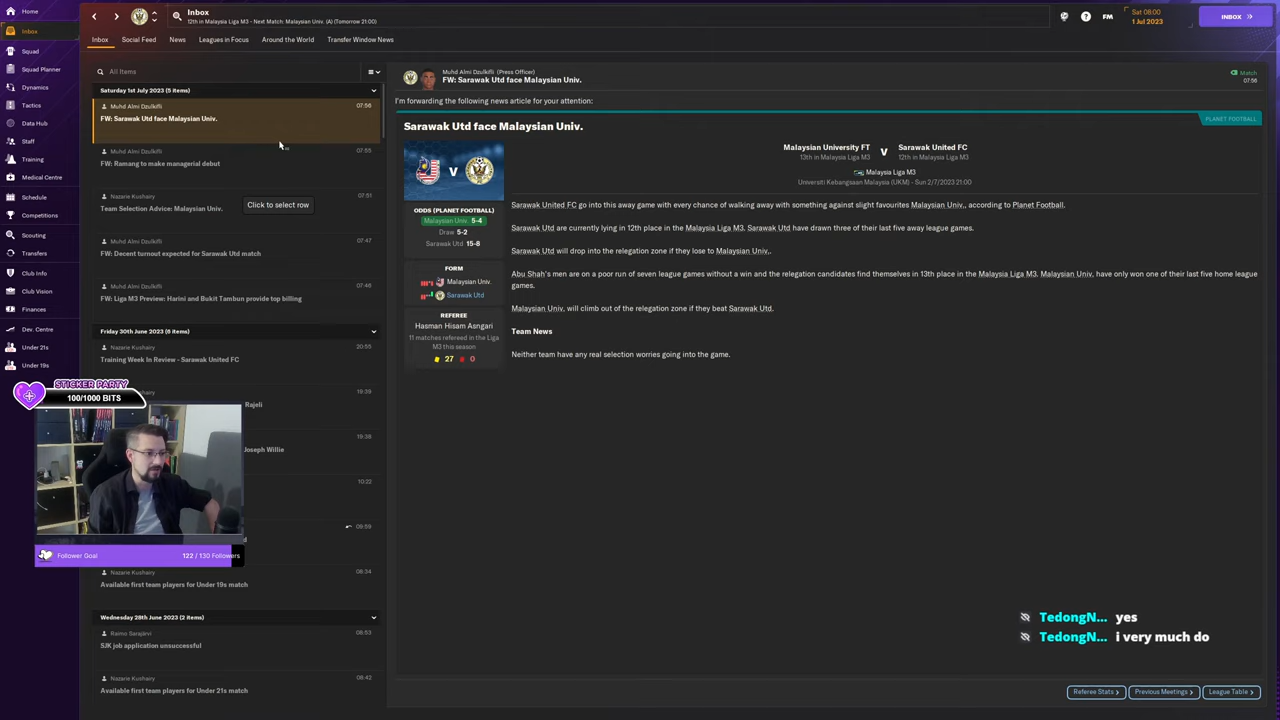 Home
Inbox
Squad
Squad Planner
Dynamics
Tactics
Data Hub
Staff
Training
Medical Centre
Schedule
Competitions
Scouting
Transfers
Club Info
Club Vision
Finances
Dev. Centre
Under 21s
Under 19s
Inbox
12th in Malaysia Liga M3 - Next Match: Malaysian Univ. (A) (Tomorrow 21:00)
FM
Sat 08:00
1 Jul 2023
INBOX
Inbox
Social Feed
News
Leagues in Focus
Around the World
Transfer Window News
All Items
Saturday 1st July 2023 (5 items)
Muhd Almi Dzulkifli
07:56
FW: Sarawak Utd face Malaysian Univ.
Muhd Almi Dzulkifli
07:55
FW: Ramang to make managerial debut
Nazarie Kushairy
07:51
Team Selection Advice: Malaysian Univ.
Click to select row
Muhd Almi Dzulkifli
07:47
FW: Decent turnout expected for Sarawak Utd match
Muhd Almi Dzulkifli
07:46
FW: Liga M3 Preview: Harini and Bukit Tambun provide top billing
Friday 30th June 2023 (6 items)
Nazarie Kushairy
20:55
Training Week In Review - Sarawak United FC
19:39
Rajeli
19:38
Joseph Willie
10:22
09:59
Nazarie Kushairy
08:34
Available first team players for Under 19s match
Wednesday 28th June 2023 (2 items)
Raimo Sarajärvi
08:53
SJK job application unsuccessful
Nazarie Kushairy
08:42
Available first team players for Under 21s match
Muhd Almi Dzulkifli (Press Officer)
FW: Sarawak Utd face Malaysian Univ.
Match
07:56
I'm forwarding the following news article for your attention:
PLANET FOOTBALL
Sarawak Utd face Malaysian Univ.
V
ODDS (PLANET FOOTBALL)
Malaysian Univ. 5-4
Draw 5-2
Sarawak Utd 15-8
FORM
Malaysian Univ.
Sarawak Utd
REFEREE
Hasman Hisam Asngari
11 matches refereed in the Liga
M3 this season
27 0
Malaysian University FT
13th in Malaysia Liga M3
V
Sarawak United FC
12th in Malaysia Liga M3
Malaysia Liga M3
Universiti Kebangsaan Malaysia (UKM) - Sun 2/7/2023 21:00
Sarawak United FC go into this away game with every chance of walking away with something against slight favourites Malaysian Univ., according to Planet Football.
Sarawak Utd are currently lying in 12th place in the Malaysia Liga M3. Sarawak Utd have drawn three of their last five away league games.
Sarawak Utd will drop into the relegation zone if they lose to Malaysian Univ..
Abu Shah's men are on a poor run of seven league games without a win and the relegation candidates find themselves in 13th place in the Malaysia Liga M3. Malaysian Univ. have only won one of their last five home league
games.
Malaysian Univ. will climb out of the relegation zone if they beat Sarawak Utd.
Team News
Neither team have any real selection worries going into the game.
STICKER PARTY
100/1000 BITS
Follower Goal
122 / 130 Followers
TedongN... yes
TedongN... i very much do
Referee Stats
Previous Meetings
League Table